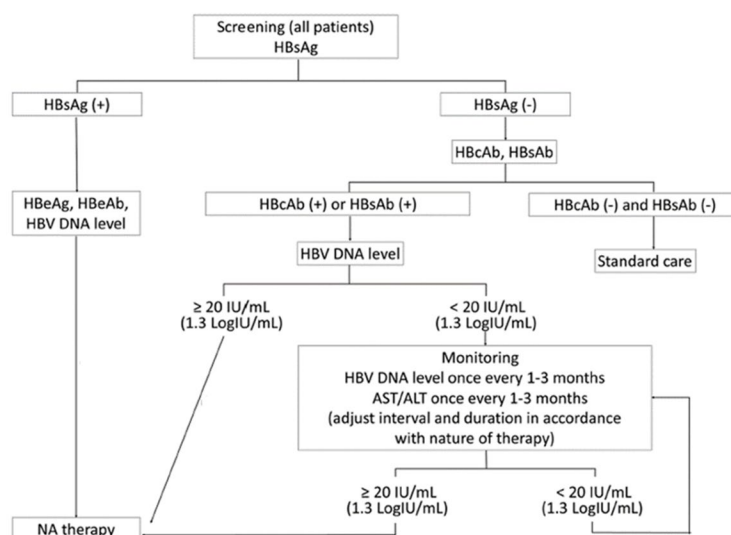 Screening (all patients)
HBsAg
HBsAg (+)
HBsAg (-)
HBcAb, HBsAb
HBeAg, HBeAb,
HBV DNA level
HBcAb (+) or HBsAb (+)
HBcAb (-) and HBsAb (-)
HBV DNA level
Standard care
≥ 20 IU/mL
(1.3 LogIU/mL)
< 20 IU/mL
(1.3 LogIU/mL)
Monitoring
HBV DNA level once every 1-3 months
AST/ALT once every 1-3 months
(adjust interval and duration in accordance
with nature of therapy)
≥ 20 IU/mL
(1.3 LogIU/mL)
< 20 IU/mL
(1.3 LogIU/mL)
NA therapy